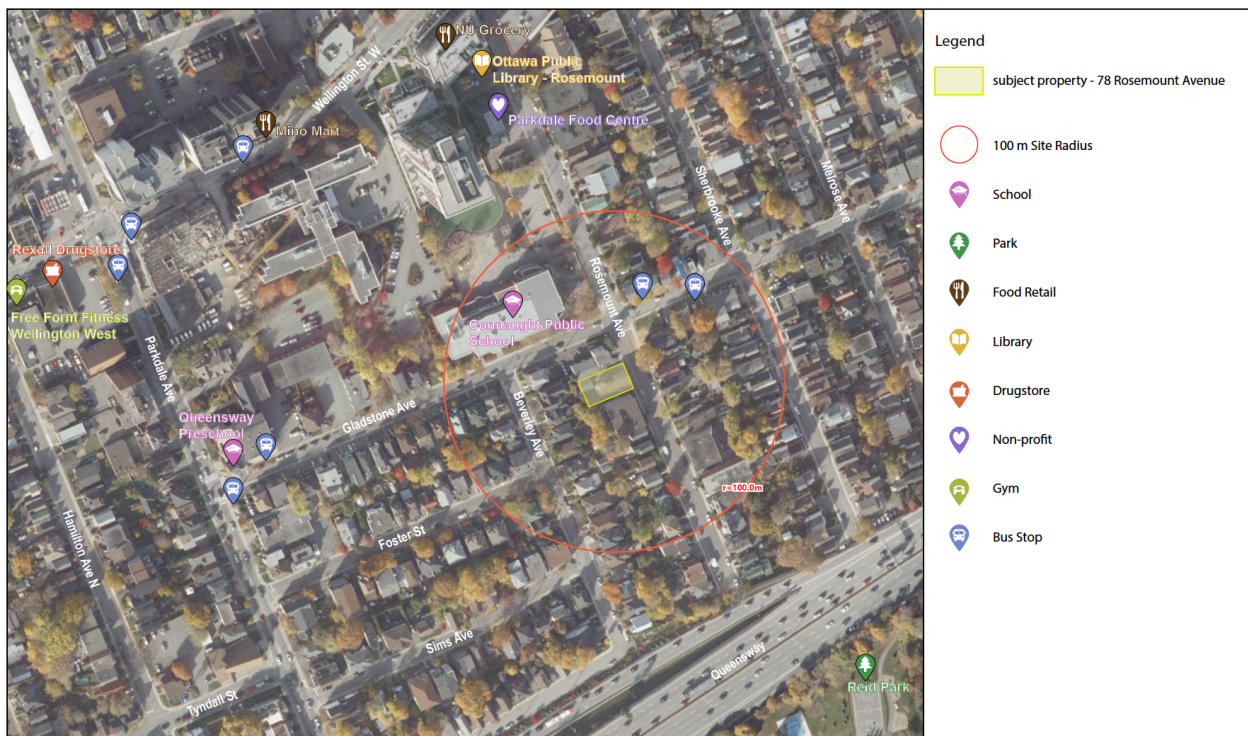 NU Grocery
Ottawa Public
Library - Rosemount
Wellington St. W
Parkdale Food Centre
Mino Mart
Melrose Ave
Sherbrooke Ave
Rexall Drugstore
Rosemount Ave
Free Form Fitness
Wellington West
Connaught Public
School
Parkdale Ave
Gladstone Ave
Beverley Ave
Queensway
Preschool
r=100.0m
Hamilton Ave N
Foster St
Sims Ave
Queensway
Reid Park
Tyndall St
Legend
subject property - 78 Rosemount Avenue
100 m Site Radius
School
Park
Food Retail
Library
Drugstore
Non-profit
Gym
Bus Stop